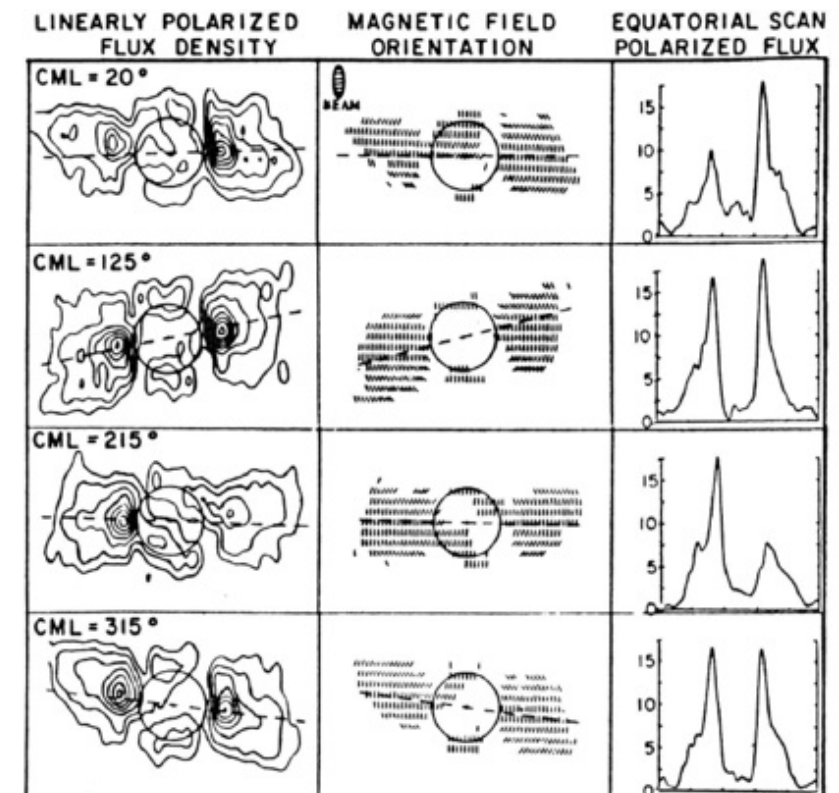 LINEARLY POLARIZED
FLUX DENSITY
MAGNETIC FIELD
ORIENTATION
EQUATORIAL SCAN
POLARIZED FLUX
CML = 20°
BEAM
15
10
5
0
CML = 125°
15
10
5
0
CML = 215°
15
10
5
0
CML = 315°
15
10
5
0